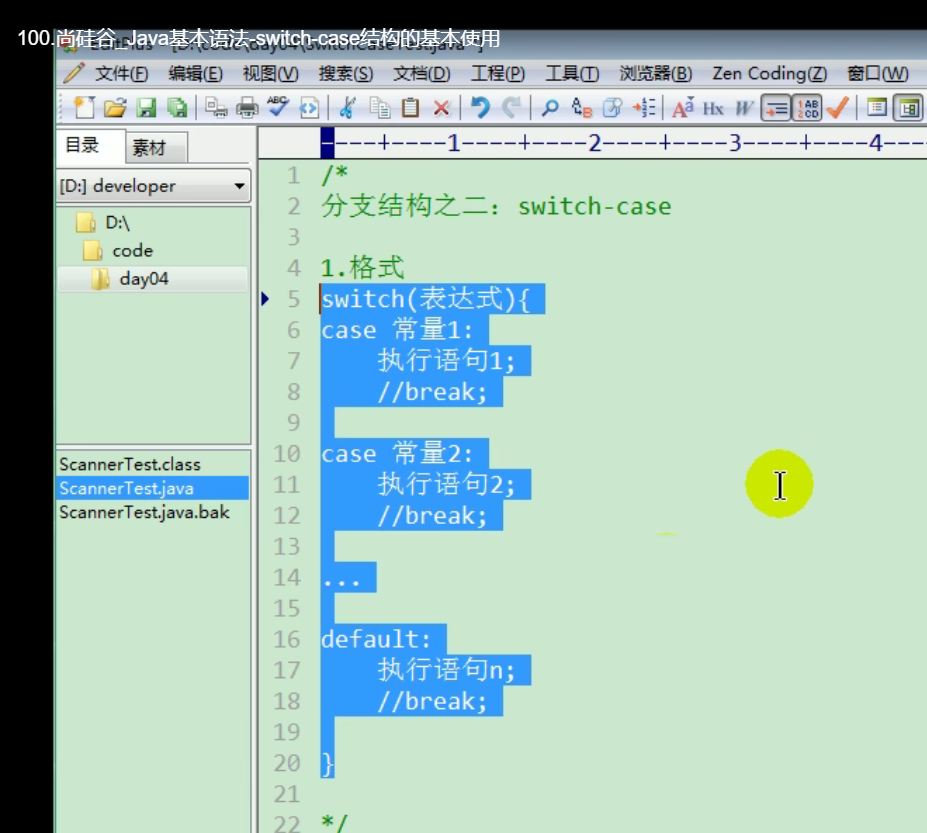 100.尚硅谷_Java基本语法-switch-case结构的基本使用
文件(F) 编辑(E) 视图(V) 搜索(S) 文档(D) 工程(P) 工具(T) 浏览器(B) Zen Coding(Z) 窗口(W)
目录 素材
[D:] developer
D:\
code
day04
ScannerTest.class
ScannerTest.java
ScannerTest.java.bak
----+----1----+----2----+----3----+----4---
1 /*
2 分支结构之二：switch-case
3
4 1.格式
5 switch(表达式){
6 case 常量1:
7 执行语句1;
8 //break;
9
10 case 常量2:
11 执行语句2;
12 //break;
13
14 ...
15
16 default:
17 执行语句n;
18 //break;
19
20 }
21
22 */